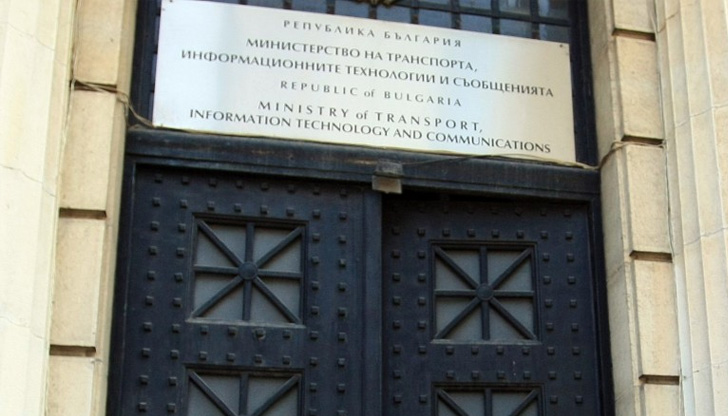 РЕПУБЛИКА БЪЛГАРИЯ
МИНИСТЕРСТВО НА ТРАНСПОРТА,
ИНФОРМАЦИОННИТЕ ТЕХНОЛОГИИ И СЪОБЩЕНИЯТА
REPUBLIC of BULGARIA
MINISTRY of TRANSPORT,
INFORMATION TECHNOLOGY AND COMMUNICATIONS